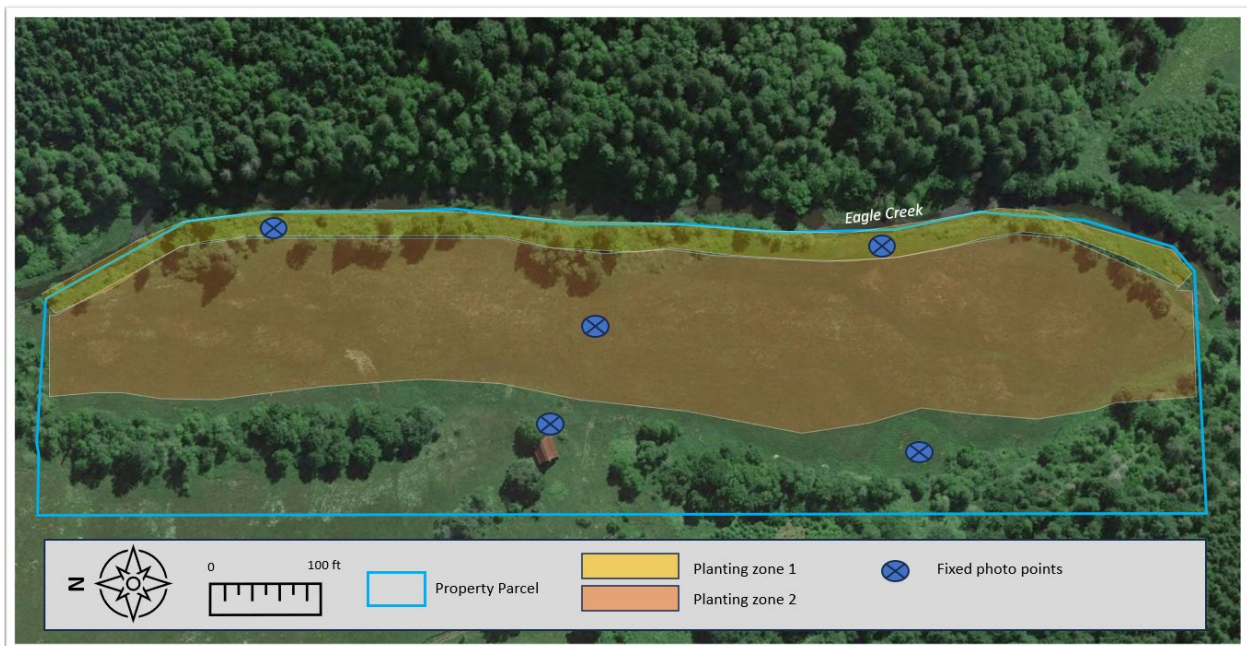 Eagle Creek
N
0
100 ft
Property Parcel
Planting zone 1
Planting zone 2
Fixed photo points